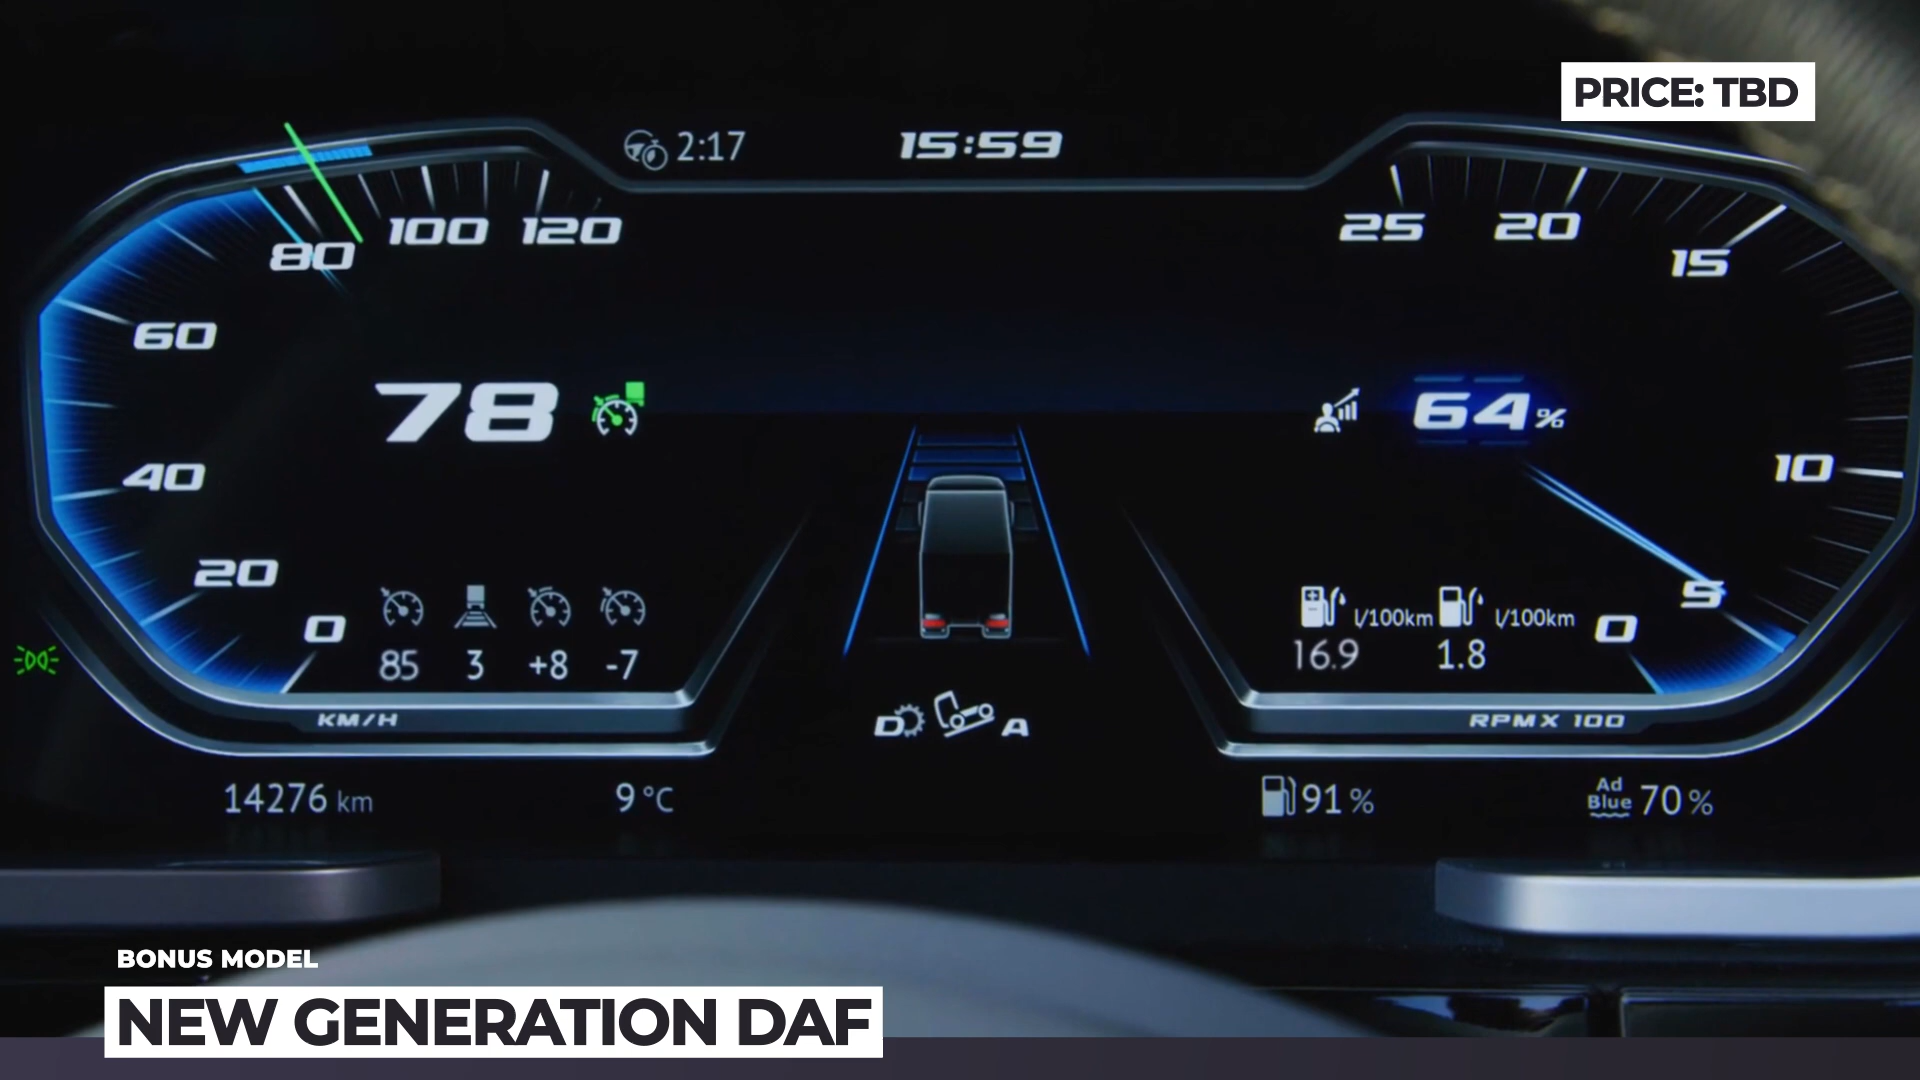 PRICE: TBD
2:17
15:59
80
100
120
60
40
20
0
78
25
20
15
10
5
0
64%
85
3
+8
-7
l/100km
16.9
l/100km
1.8
KM/H
RPM X 100
D
A
14276 km
9 °C
91 %
Ad
Blue
70 %
BONUS MODEL
NEW GENERATION DAF